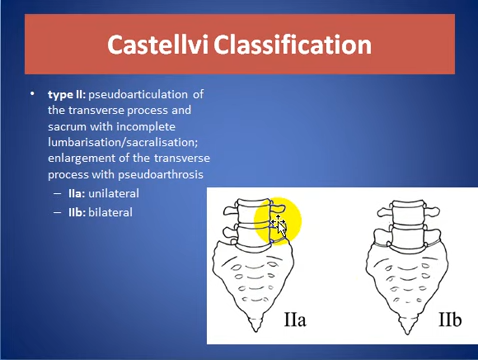 Castellvi Classification
• type II: pseudoarticulation of
the transverse process and
sacrum with incomplete
lumbarisation/sacralisation;
enlargement of the transverse
process with pseudoarthrosis
– IIa: unilateral
– IIb: bilateral
IIa
IIb